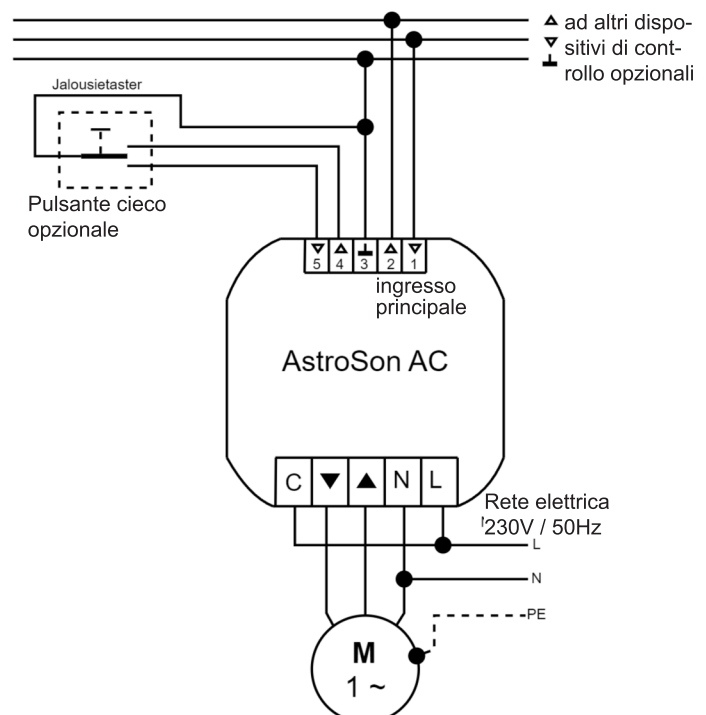 ad altri dispo-
sitivi di cont-
rollo opzionali
Jalousietaster
Pulsante cieco
opzionale
5 4 3 2 1
ingresso
principale
AstroSon AC
C N L
Rete elettrica
230V / 50Hz
L
N
PE
M
1 ~